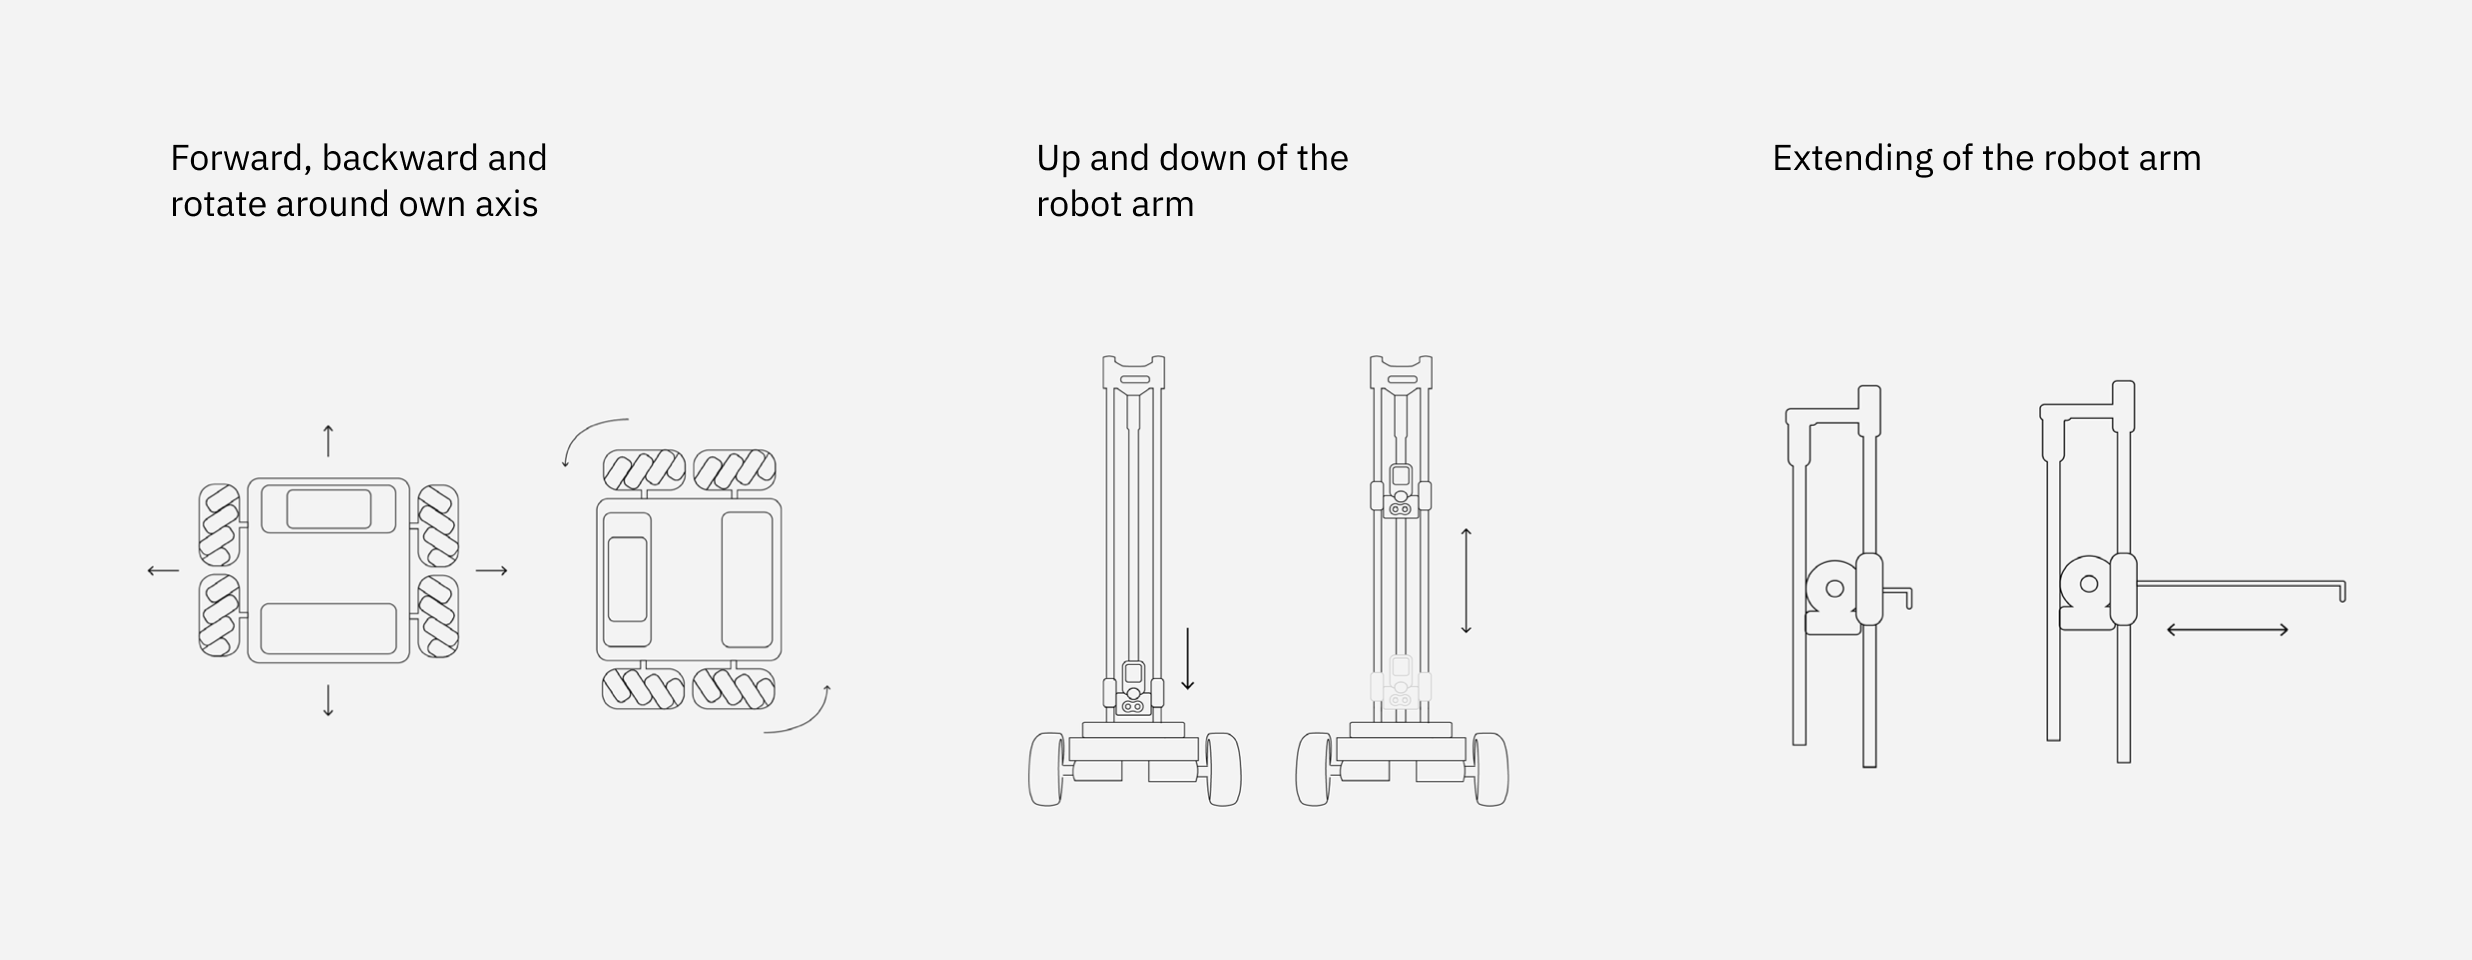 Forward, backward and
rotate around own axis
Up and down of the
robot arm
Extending of the robot arm